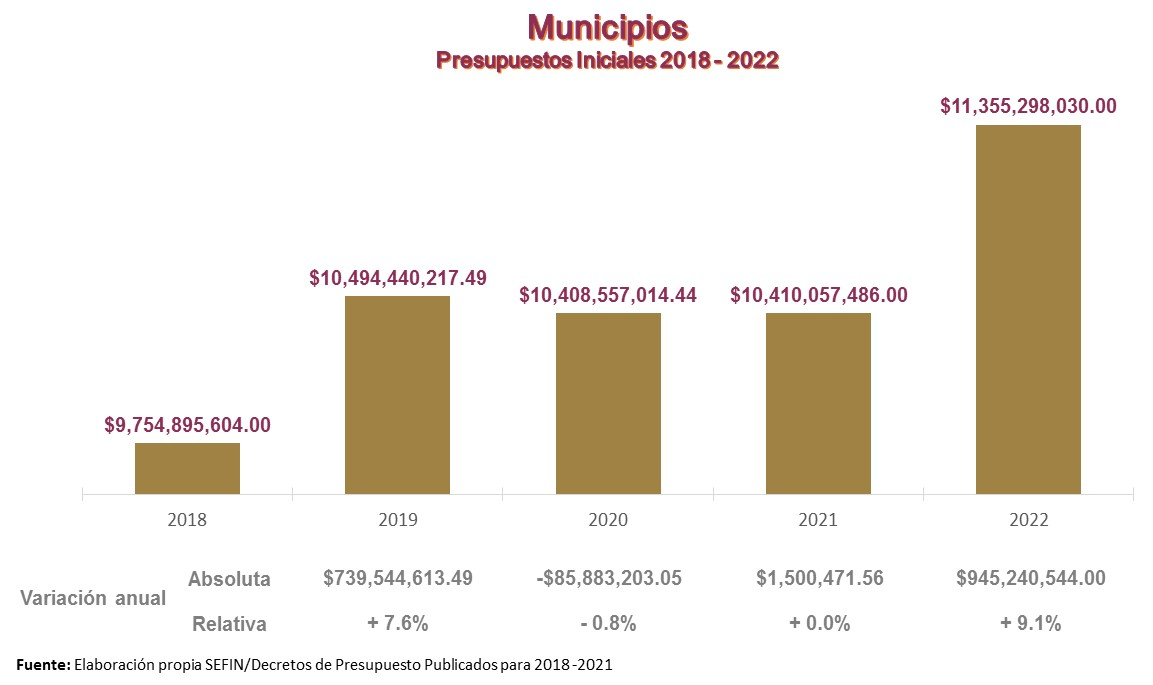 Municipios
Presupuestos Iniciales 2018 - 2022
$11,355,298,030.00
$10,494,440,217.49
$10,408,557,014.44
$10,410,057,486.00
$9,754,895,604.00
2018 2019 2020 2021 2022
Absoluta $739,544,613.49 -$85,883,203.05 $1,500,471.56 $945,240,544.00
Variación anual
Relativa + 7.6% - 0.8% + 0.0% + 9.1%
Fuente: Elaboración propia SEFIN/Decretos de Presupuesto Publicados para 2018 -2021